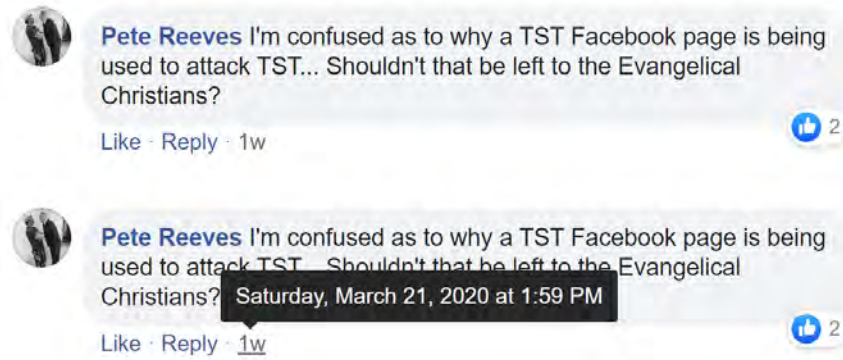 Pete Reeves I'm confused as to why a TST Facebook page is being
used to attack TST... Shouldn't that be left to the Evangelical
Christians?
2
Like · Reply · 1w
Pete Reeves I'm confused as to why a TST Facebook page is being
used to attack TST... Shouldn't that be left to the Evangelical
Christians? Saturday, March 21, 2020 at 1:59 PM
2
Like · Reply · 1w